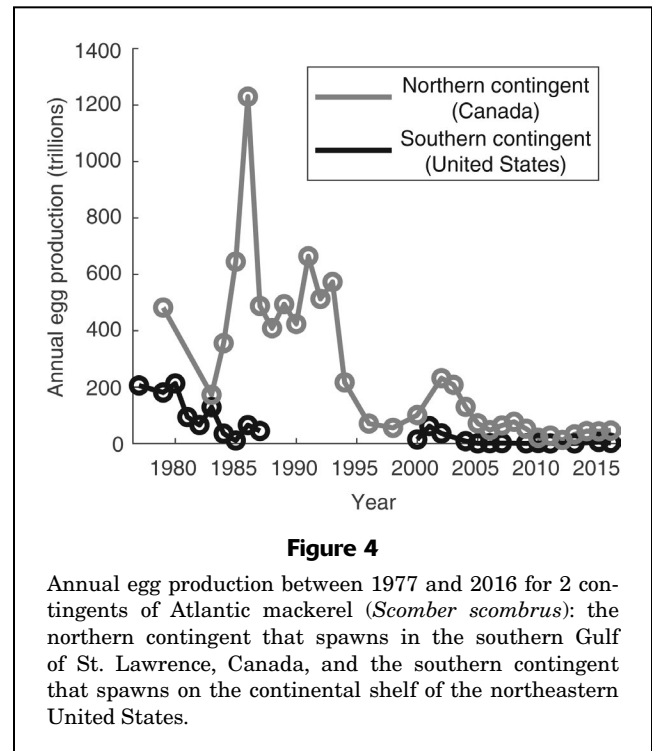 1400
1200
1000
800
600
400
200
0
Annual egg production (trillions)
Northern contingent
(Canada)
Southern contingent
(United States)
1980 1985 1990 1995 2000 2005 2010 2015
Year
Figure 4
Annual egg production between 1977 and 2016 for 2 con-
tingents of Atlantic mackerel (Scomber scombrus): the
northern contingent that spawns in the southern Gulf
of St. Lawrence, Canada, and the southern contingent
that spawns on the continental shelf of the northeastern
United States.